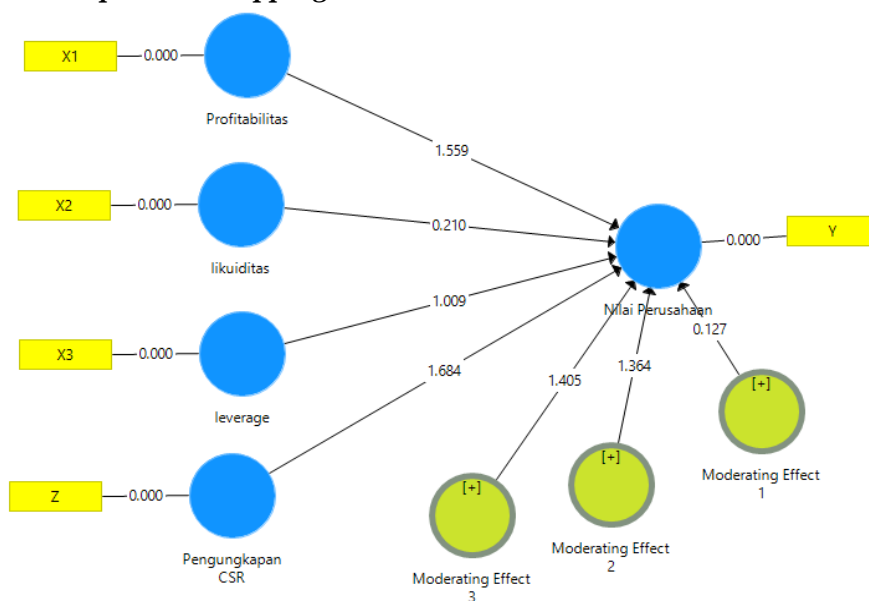 X1
0.000
Profitabilitas
1.559
X2
0.000
likuiditas
0.210
0.000
Y
Nilai Perusahaan
X3
0.000
leverage
1.009
0.127
1.684
1.405
1.364
[+]
Moderating Effect
1
Z
0.000
Pengungkapan
CSR
[+]
Moderating Effect
2
[+]
Moderating Effect
3